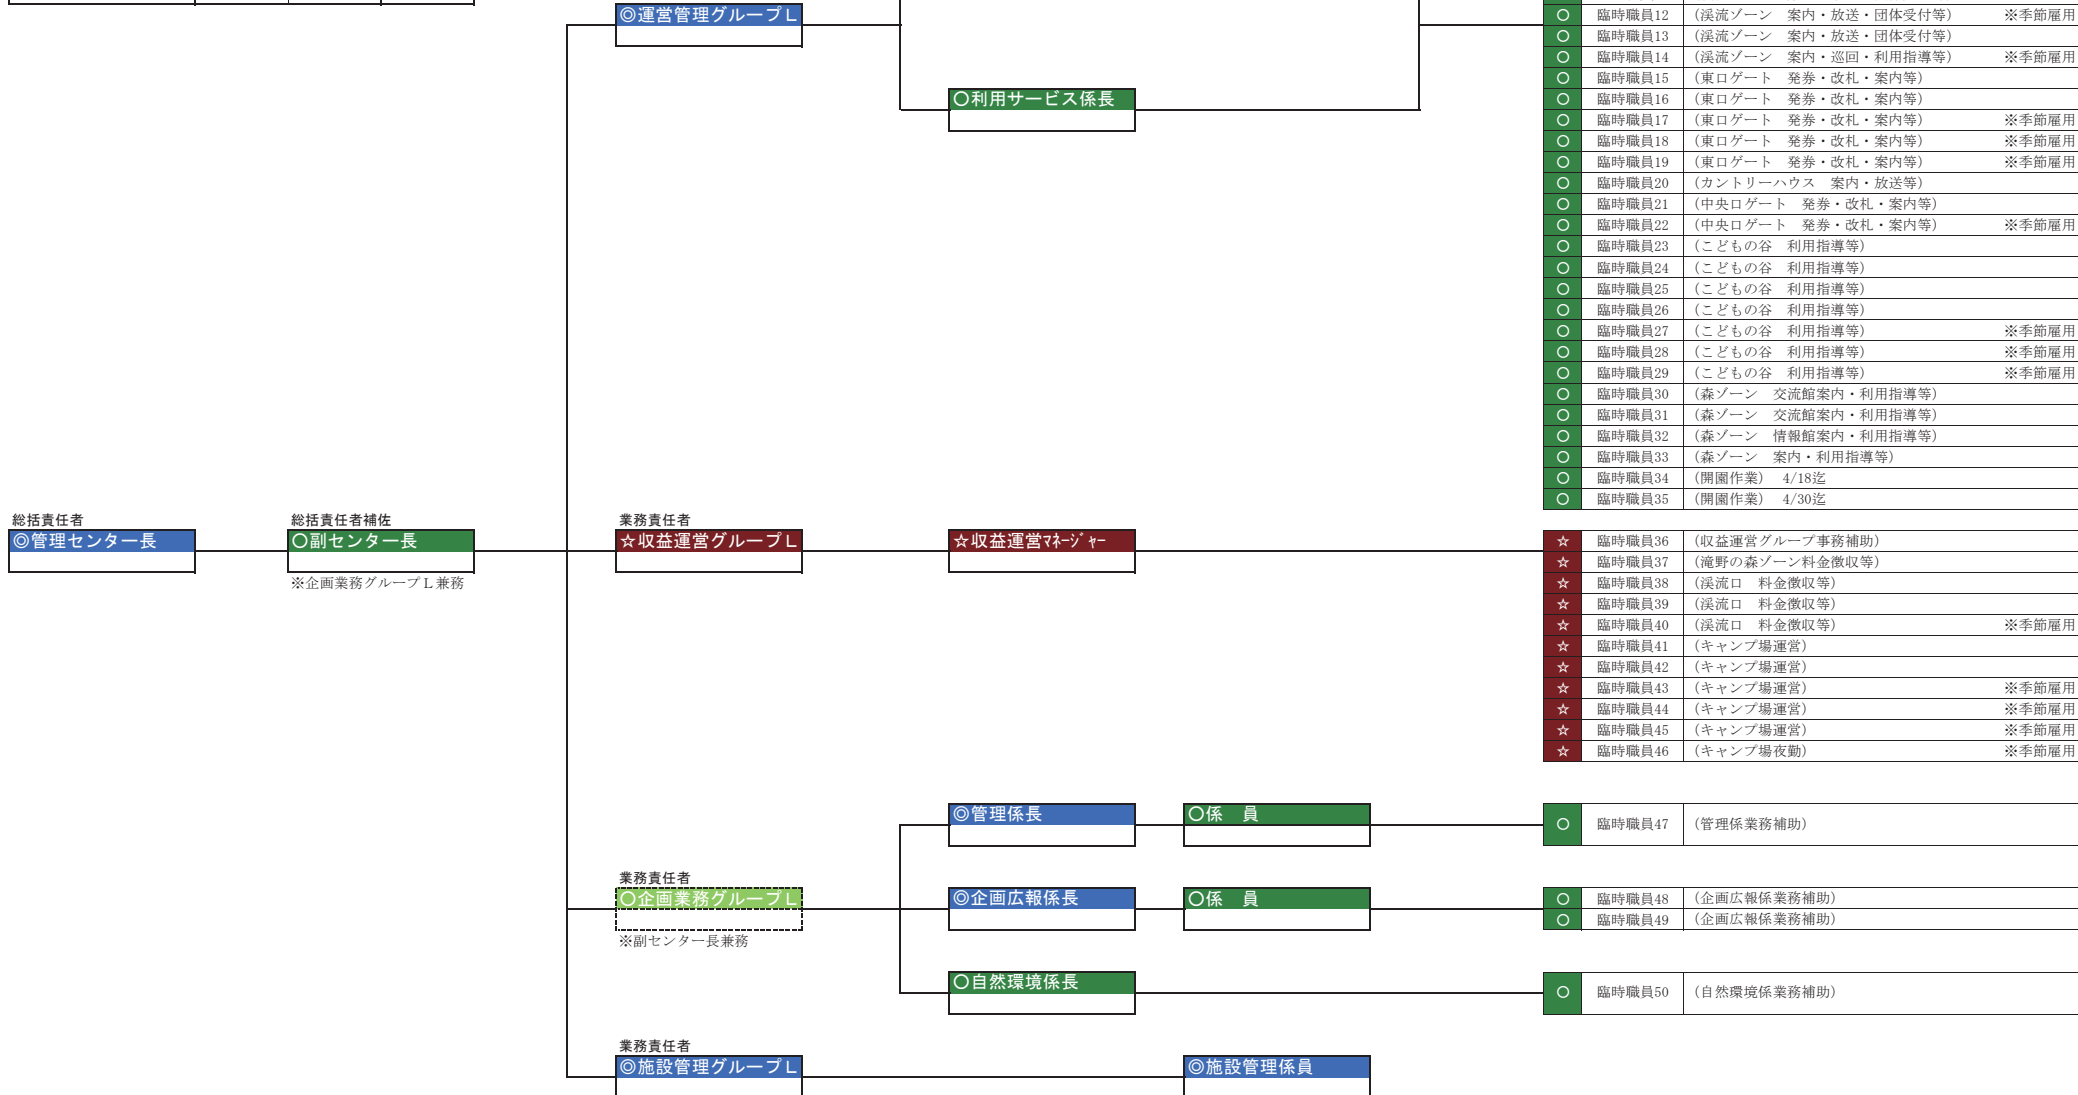 ◎運営管理グループＬ
○利用サービス係長
○ 臨時職員12 （渓流ゾーン　案内・放送・団体受付等） ※季節雇用
○ 臨時職員13 （渓流ゾーン　案内・放送・団体受付等）
○ 臨時職員14 （渓流ゾーン　案内・巡回・利用指導等） ※季節雇用
○ 臨時職員15 （東口ゲート　発券・改札・案内等）
○ 臨時職員16 （東口ゲート　発券・改札・案内等）
○ 臨時職員17 （東口ゲート　発券・改札・案内等） ※季節雇用
○ 臨時職員18 （東口ゲート　発券・改札・案内等） ※季節雇用
○ 臨時職員19 （東口ゲート　発券・改札・案内等） ※季節雇用
○ 臨時職員20 （カントリーハウス　案内・放送等）
○ 臨時職員21 （中央口ゲート　発券・改札・案内等）
○ 臨時職員22 （中央口ゲート　発券・改札・案内等） ※季節雇用
○ 臨時職員23 （こどもの谷　利用指導等）
○ 臨時職員24 （こどもの谷　利用指導等）
○ 臨時職員25 （こどもの谷　利用指導等）
○ 臨時職員26 （こどもの谷　利用指導等）
○ 臨時職員27 （こどもの谷　利用指導等） ※季節雇用
○ 臨時職員28 （こどもの谷　利用指導等） ※季節雇用
○ 臨時職員29 （こどもの谷　利用指導等） ※季節雇用
○ 臨時職員30 （森ゾーン　交流館案内・利用指導等）
○ 臨時職員31 （森ゾーン　交流館案内・利用指導等）
○ 臨時職員32 （森ゾーン　情報館案内・利用指導等）
○ 臨時職員33 （森ゾーン　案内・利用指導等）
○ 臨時職員34 （開園作業）　4/18迄
○ 臨時職員35 （開園作業）　4/30迄
総括責任者
◎管理センター長
総括責任者補佐
○副センター長
※企画業務グループＬ兼務
業務責任者
☆収益運営グループＬ
☆収益運営ﾏﾈｰｼﾞｬｰ
☆ 臨時職員36 （収益運営グループ事務補助）
☆ 臨時職員37 （滝野の森ゾーン料金徴収等）
☆ 臨時職員38 （渓流口　料金徴収等）
☆ 臨時職員39 （渓流口　料金徴収等）
☆ 臨時職員40 （渓流口　料金徴収等） ※季節雇用
☆ 臨時職員41 （キャンプ場運営）
☆ 臨時職員42 （キャンプ場運営）
☆ 臨時職員43 （キャンプ場運営） ※季節雇用
☆ 臨時職員44 （キャンプ場運営） ※季節雇用
☆ 臨時職員45 （キャンプ場運営） ※季節雇用
☆ 臨時職員46 （キャンプ場夜勤） ※季節雇用
◎管理係長
○係　員
○ 臨時職員47 （管理係業務補助）
業務責任者
○企画業務グループＬ
※副センター長兼務
◎企画広報係長
○係　員
○ 臨時職員48 （企画広報係業務補助）
○ 臨時職員49 （企画広報係業務補助）
○自然環境係長
○ 臨時職員50 （自然環境係業務補助）
業務責任者
◎施設管理グループＬ
◎施設管理係員